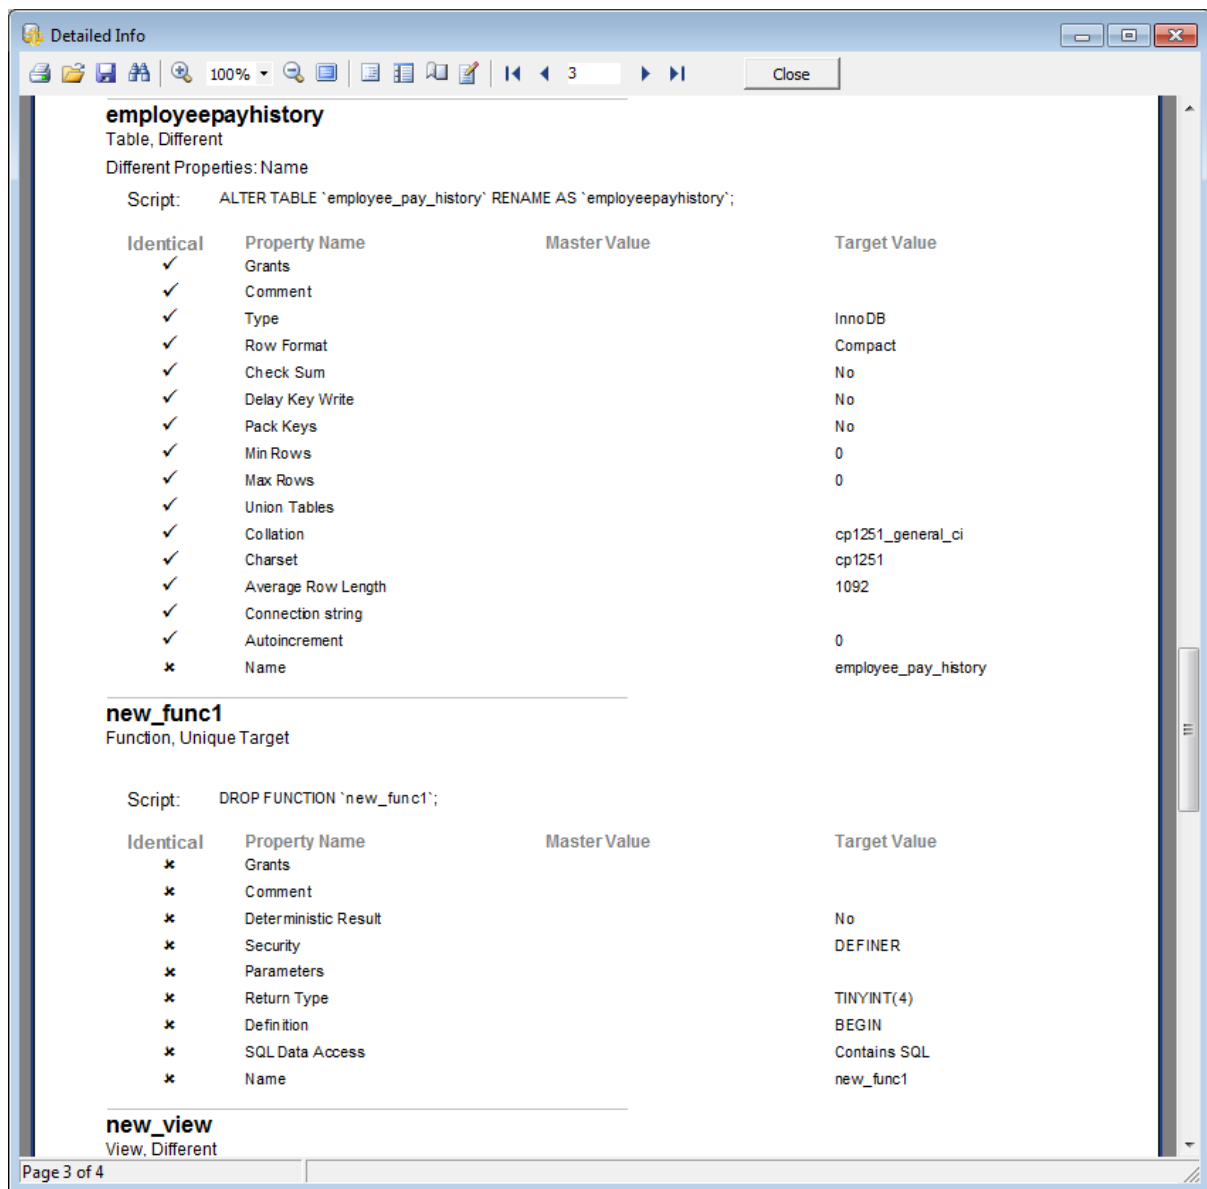 Detailed Info
100% 3 Close
employeepayhistory
Table, Different
Different Properties: Name
Script: ALTER TABLE `employee_pay_history` RENAME AS `employeepayhistory`;
Identical Property Name Master Value Target Value
✓ Grants
✓ Comment
✓ Type InnoDB
✓ Row Format Compact
✓ Check Sum No
✓ Delay Key Write No
✓ Pack Keys No
✓ Min Rows 0
✓ Max Rows 0
✓ Union Tables
✓ Collation cp1251_general_ci
✓ Charset cp1251
✓ Average Row Length 1092
✓ Connection string
✓ Autoincrement 0
✗ Name employee_pay_history
new_func1
Function, Unique Target
Script: DROP FUNCTION `new_func1`;
Identical Property Name Master Value Target Value
✗ Grants
✗ Comment
✗ Deterministic Result No
✗ Security DEFINER
✗ Parameters
✗ Return Type TINYINT(4)
✗ Definition BEGIN
✗ SQL Data Access Contains SQL
✗ Name new_func1
new_view
View, Different
Page 3 of 4